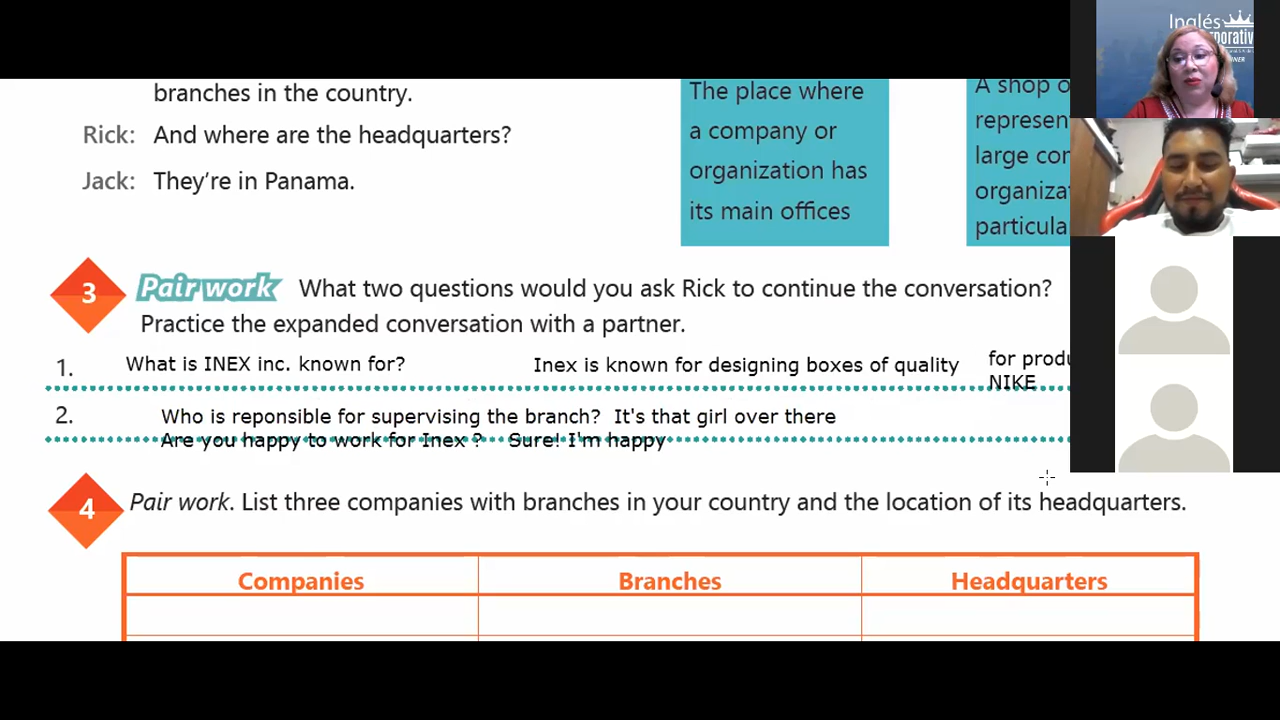 Inglés
branches in the country.
Rick: And where are the headquarters?
Jack: They're in Panama.
The place where
a company or
organization has
its main offices
A shop
large
3 Pair work What two questions would you ask Rick to continue the conversation?
Practice the expanded conversation with a partner.
1. What is INEX inc. known for? Inex is known for designing boxes of quality for
NIKE
2. Who is reponsible for supervising the branch? It's that girl over there
Are you happy to work for Inex ? Sure! I'm happy
4 Pair work. List three companies with branches in your country and the location of its headquarters.
Companies Branches Headquarters